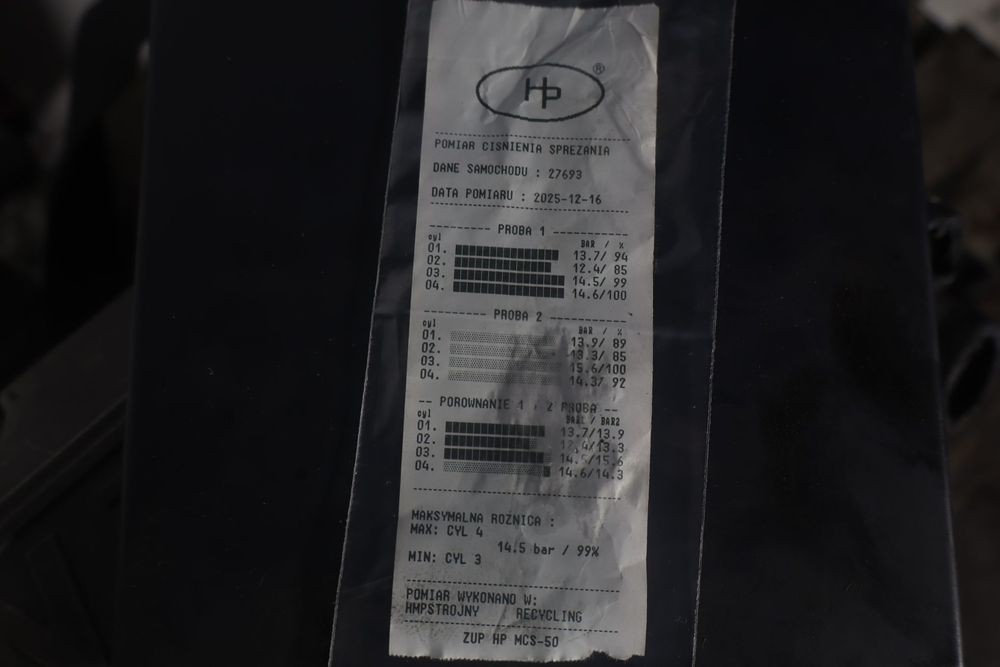 HP ®
POMIAR CIŚNIENIA SPREZANIA
DANE SAMOCHODU : 27693
DATA POMIARU : 2025-12-16
PROBA 1
cyl BAR / %
01. 13.7/ 94
02. 12.4/ 85
03. 14.5/ 99
04. 14.6/100
PROBA 2
cyl BAR / %
01. 13.9/ 89
02. 13.3/ 85
03. 15.6/100
04. 14.3/ 92
-- POROWNANIE 1 / 2 PROBA --
cyl BAR1 / BAR2
01. 13.7/13.9
02. 12.4/13.3
03. 14.5/15.6
04. 14.6/14.3
MAKSYMALNA ROZNICA :
MAX: CYL 4
14.5 bar / 99%
MIN: CYL 3
POMIAR WYKONANO W:
HMPSTROJNY RECYCLING
ZUP HP MCS-50